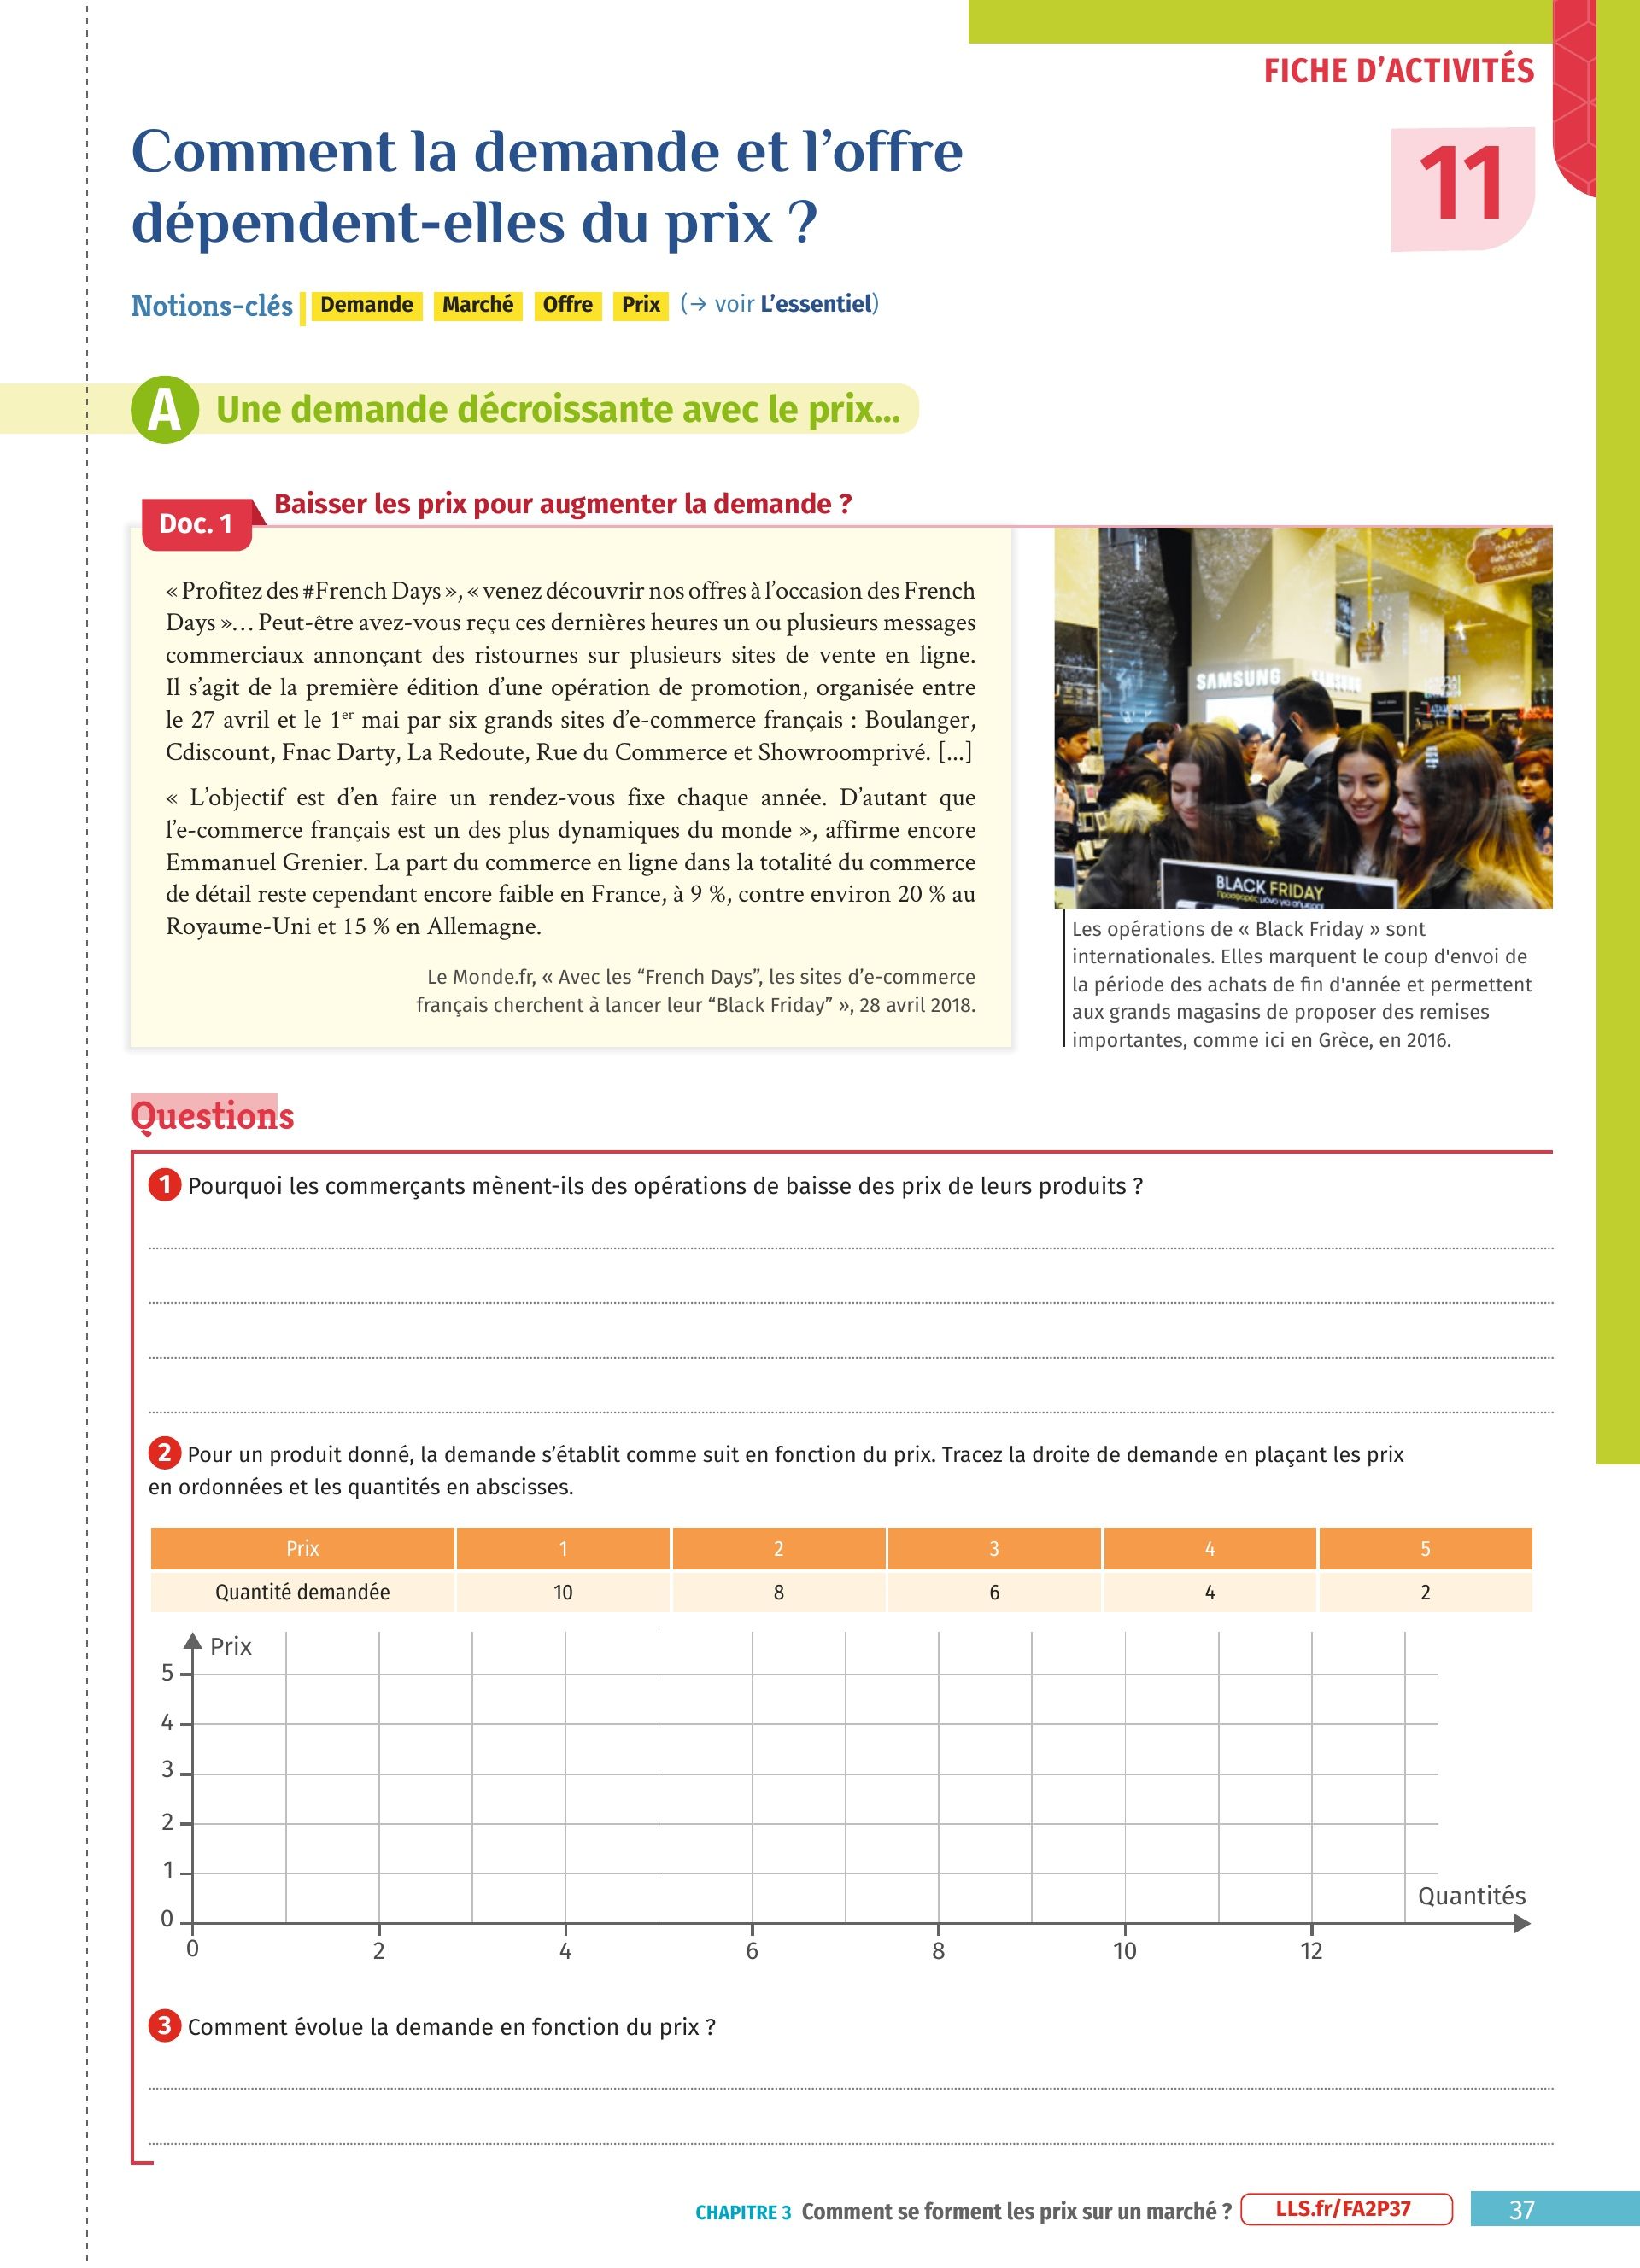 FICHE D’ACTIVITÉS
11
Comment la demande et l’offre
dépendent-elles du prix ?
Notions-clés Demande Marché Offre Prix (→ voir L’essentiel)
A Une demande décroissante avec le prix...
Doc. 1 Baisser les prix pour augmenter la demande ?
« Profitez des #French Days », « venez découvrir nos offres à l’occasion des French
Days »… Peut-être avez-vous reçu ces dernières heures un ou plusieurs messages
commerciaux annonçant des ristournes sur plusieurs sites de vente en ligne.
Il s’agit de la première édition d’une opération de promotion, organisée entre
le 27 avril et le 1er mai par six grands sites d’e-commerce français : Boulanger,
Cdiscount, Fnac Darty, La Redoute, Rue du Commerce et Showroomprivé. [...]
« L’objectif est d’en faire un rendez-vous fixe chaque année. D’autant que
l’e-commerce français est un des plus dynamiques du monde », affirme encore
Emmanuel Grenier. La part du commerce en ligne dans la totalité du commerce
de détail reste cependant encore faible en France, à 9 %, contre environ 20 % au
Royaume-Uni et 15 % en Allemagne.
Le Monde.fr, « Avec les “French Days”, les sites d’e-commerce
français cherchent à lancer leur “Black Friday” », 28 avril 2018.
SAMSUNG
BLACK FRIDAY
Les opérations de « Black Friday » sont
internationales. Elles marquent le coup d'envoi de
la période des achats de fin d'année et permettent
aux grands magasins de proposer des remises
importantes, comme ici en Grèce, en 2016.
Questions
1 Pourquoi les commerçants mènent-ils des opérations de baisse des prix de leurs produits ?
2 Pour un produit donné, la demande s’établit comme suit en fonction du prix. Tracez la droite de demande en plaçant les prix
en ordonnées et les quantités en abscisses.
Prix 1 2 3 4 5
Quantité demandée 10 8 6 4 2
Prix
5
4
3
2
1
0
Quantités
0 2 4 6 8 10 12
3 Comment évolue la demande en fonction du prix ?
CHAPITRE 3 Comment se forment les prix sur un marché ? LLS.fr/FA2P37 37